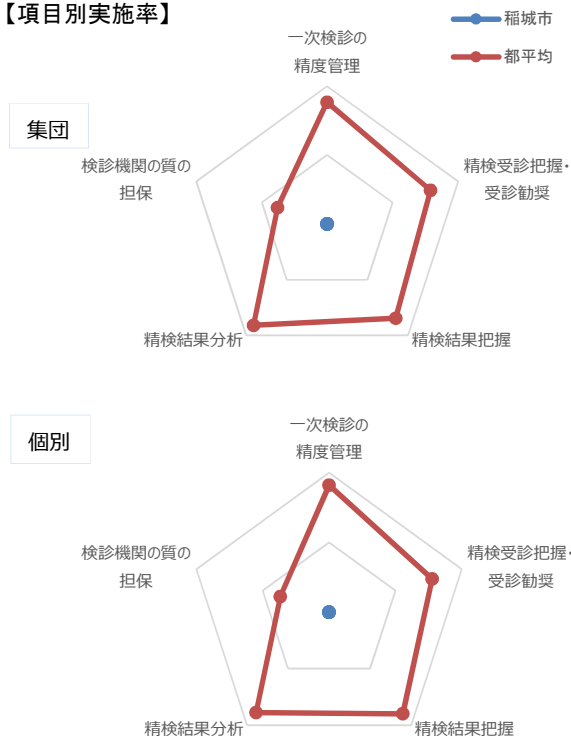 【項目別実施率】
稲城市
都平均
集団
一次検診の
精度管理
精検受診把握・
受診勧奨
精検結果把握
精検結果分析
検診機関の質の
担保
個別
一次検診の
精度管理
精検受診把握・
受診勧奨
精検結果把握
精検結果分析
検診機関の質の
担保